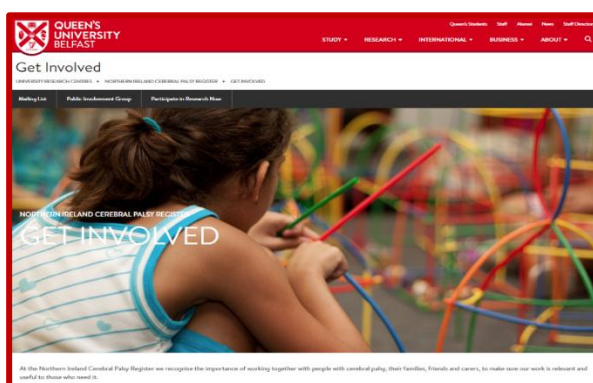 QUEEN'S
UNIVERSITY
BELFAST
Queen's Students Staff Alumni News Staff Directory
STUDY RESEARCH INTERNATIONAL BUSINESS ABOUT
Get Involved
UNIVERSITY RESEARCH CENTRES NORTHERN IRELAND CEREBRAL PALSY REGISTER GET INVOLVED
Mailing List Public Involvement Group Participate in Research Now
NORTHERN IRELAND CEREBRAL PALSY REGISTER
GET INVOLVED
At the Northern Ireland Cerebral Palsy Register we recognise the importance of working together with people with cerebral palsy, their families, friends and carers, to make sure our work is relevant and
useful to those who need it.